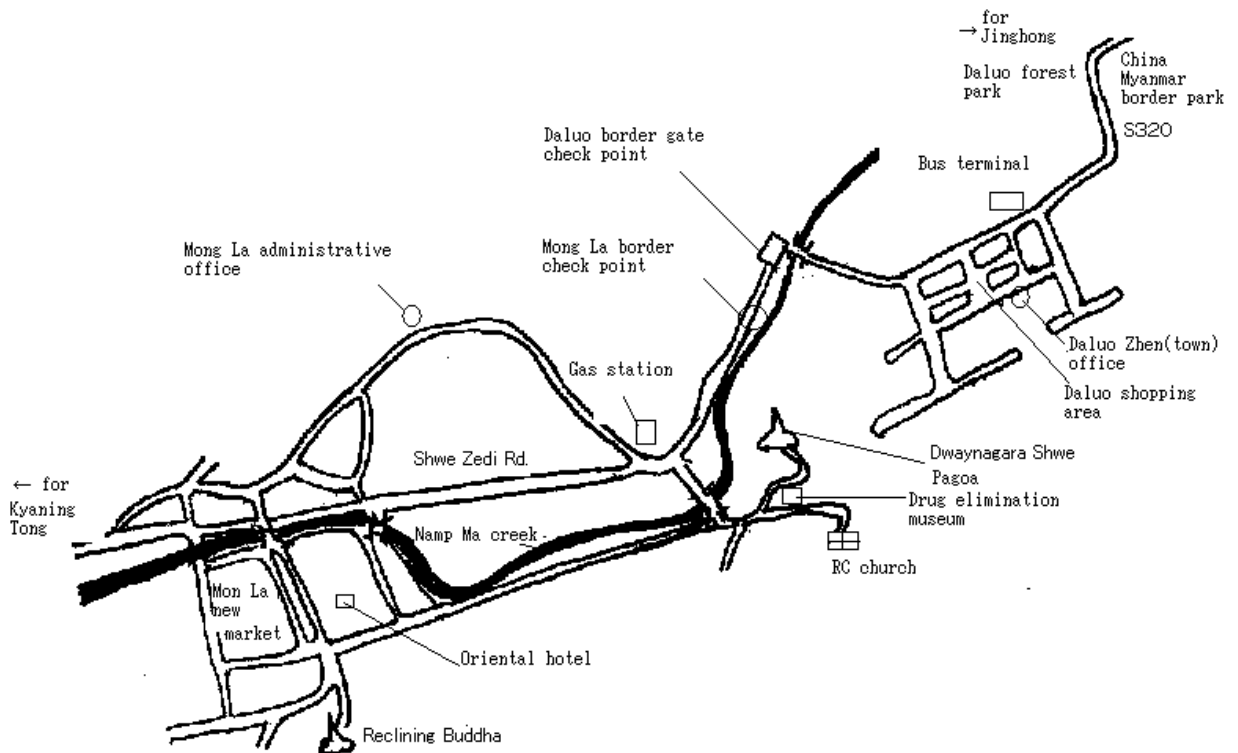 → for
Jinghong
Daluo forest
park
China
Myanmar
border park
S320
Daluo border gate
check point
Bus terminal
Mong La administrative
office
Mong La border
check point
Daluo Zhen(town)
office
Gas station
Daluo shopping
area
Shwe Zedi Rd.
Dwaynagara Shwe
Pagoa
← for
Kyaning
Tong
Drug elimination
museum
Namp Ma creek
RC church
Mon La
new
market
Oriental hotel
Reclining Buddha